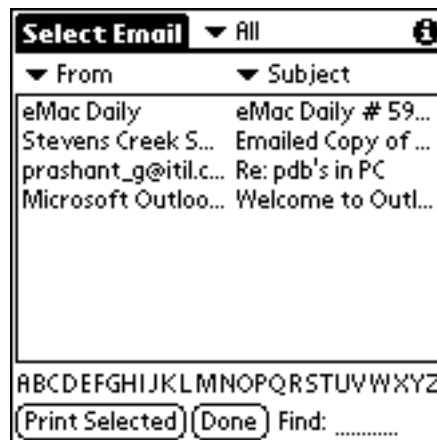 Select Email All
From Subject
eMac Daily eMac Daily # 59...
Stevens Creek S... Emailed Copy of ...
prashant_g@itil.c... Re: pdb's in PC
Microsoft Outloo... Welcome to Outl...
ABCDEFGHIJKLMNOPQRSTUVWXYZ
Print Selected Done Find: